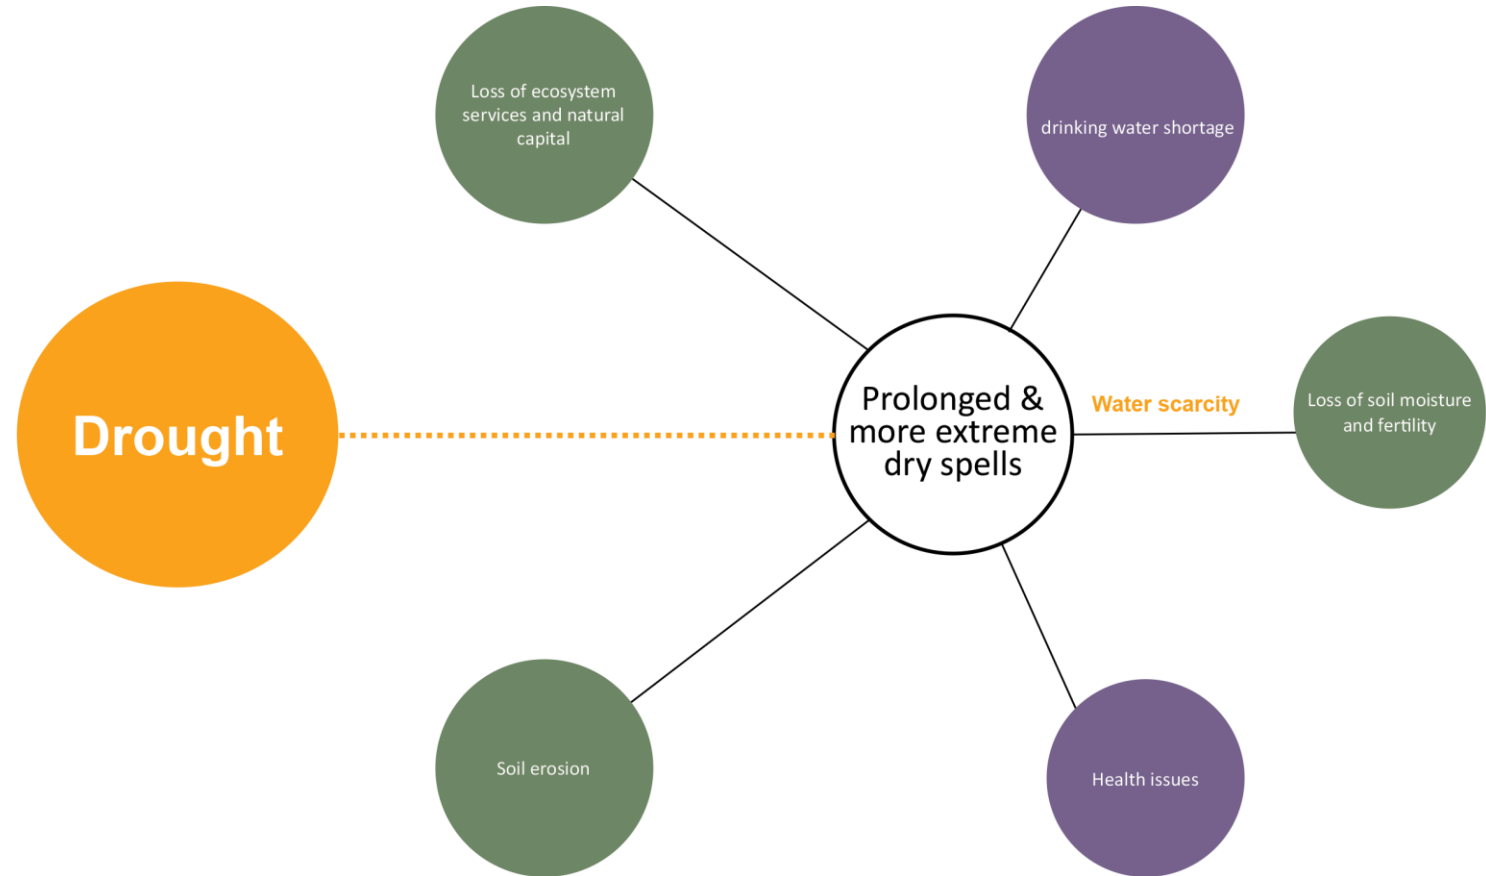 Loss of ecosystem
services and natural
capital
drinking water shortage
Drought
Prolonged &
more extreme
dry spells
Water scarcity
Loss of soil moisture
and fertility
Soil erosion
Health issues